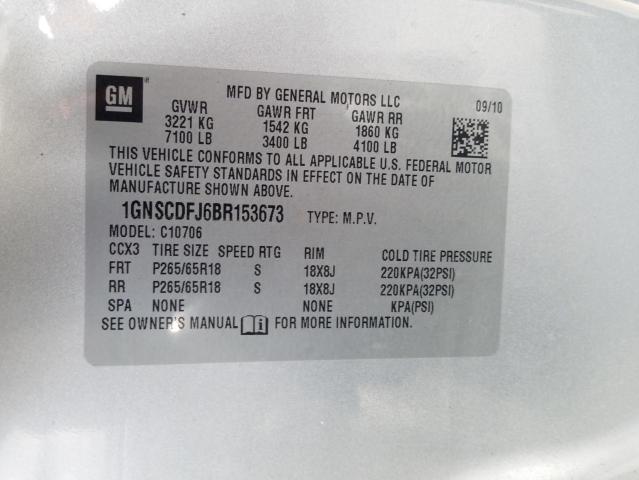 GM
MFD BY GENERAL MOTORS LLC
09/10
GVWR GAWR FRT GAWR RR
3221 KG 1542 KG 1860 KG
7100 LB 3400 LB 4100 LB
THIS VEHICLE CONFORMS TO ALL APPLICABLE U.S. FEDERAL MOTOR
VEHICLE SAFETY STANDARDS IN EFFECT ON THE DATE OF
MANUFACTURE SHOWN ABOVE.
1GNSCDFJ6BR153673 TYPE: M.P.V.
MODEL: C10706
CCX3 TIRE SIZE SPEED RTG RIM COLD TIRE PRESSURE
FRT P265/65R18 S 18X8J 220KPA(32PSI)
RR P265/65R18 S 18X8J 220KPA(32PSI)
SPA NONE NONE KPA(PSI)
SEE OWNER'S MANUAL FOR MORE INFORMATION.